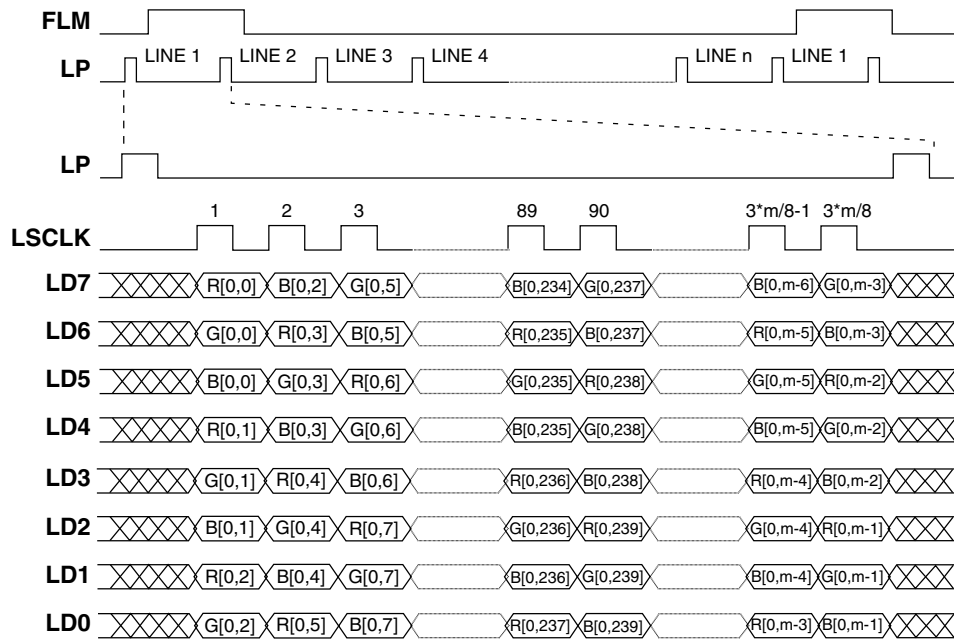 FLM
LINE 1 LINE 2 LINE 3 LINE 4 LINE n LINE 1
LP
LP
1 2 3 89 90 3*m/8-1 3*m/8
LSCLK
LD7 R[0,0] B[0,2] G[0,5] B[0,234] G[0,237] B[0,m-6] G[0,m-3]
LD6 G[0,0] R[0,3] B[0,5] R[0,235] B[0,237] R[0,m-5] B[0,m-3]
LD5 B[0,0] G[0,3] R[0,6] G[0,235] R[0,238] G[0,m-5] R[0,m-2]
LD4 R[0,1] B[0,3] G[0,6] B[0,235] G[0,238] B[0,m-5] G[0,m-2]
LD3 G[0,1] R[0,4] B[0,6] R[0,236] B[0,238] R[0,m-4] B[0,m-2]
LD2 B[0,1] G[0,4] R[0,7] G[0,236] R[0,239] G[0,m-4] R[0,m-1]
LD1 R[0,2] B[0,4] G[0,7] B[0,236] G[0,239] B[0,m-4] G[0,m-1]
LD0 G[0,2] R[0,5] B[0,7] R[0,237] B[0,239] R[0,m-3] B[0,m-1]